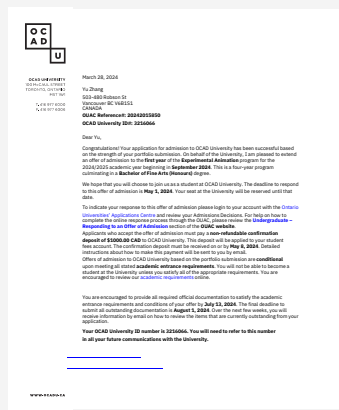 OC
AD
U
OCAD UNIVERSITY
100 McCAUL STREET
TORONTO, ONTARIO
M5T 1W1
T. 416 977 6000
F. 416 977 6006
March 28, 2024
Yu Zhang
503-480 Robson St
Vancouver BC V6B1S1
CANADA
OUAC Reference#: 20242015850
OCAD University ID#: 3216066
Dear Yu,
Congratulations! Your application for admission to OCAD University has been successful based
on the strength of your portfolio submission. On behalf of the University, I am pleased to extend
an offer of admission to the first year of the Experimental Animation program for the
2024/2025 academic year beginning in September 2024. This is a four-year program
culminating in a Bachelor of Fine Arts (Honours) degree.
We hope that you will choose to join us as a student at OCAD University. The deadline to respond
to this offer of admission is May 1, 2024. Your seat at the University will be reserved until that
date.
To indicate your response to this offer of admission please login to your account with the Ontario
Universities' Applications Centre and review your Admissions Decisions. For help on how to
complete the online response process through the OUAC, please review the Undergraduate –
Responding to an Offer of Admission section of the OUAC website.
Applicants who accept the offer of admission must pay a non-refundable confirmation
deposit of $1000.00 CAD to OCAD University. This deposit will be applied to your student
fees account. The confirmation deposit must be received on or by May 8, 2024. Detailed
instructions about how to make this payment will be sent to you by email.
Offers of admission to OCAD University based on the portfolio submission are conditional
upon meeting all stated academic entrance requirements. You will not be able to become a
student at the University unless you satisfy all of the appropriate requirements. You are
encouraged to review our academic requirements online.
You are encouraged to provide all required official documentation to satisfy the academic
entrance requirements and conditions of your offer by July 12, 2024. The final deadline to
submit all outstanding documentation is August 1, 2024. Over the next few weeks, you will
receive information by email on how to review the items that are currently outstanding from your
application.
Your OCAD University ID number is 3216066. You will need to refer to this number
in all your future communications with the University.
WWW.OCADU.CA